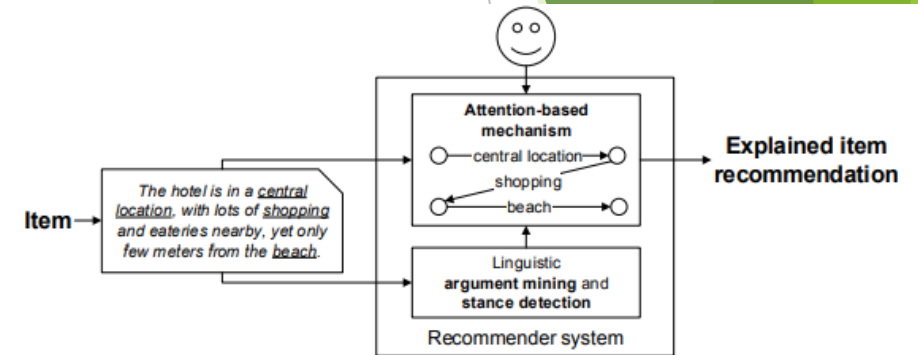 Item
The hotel is in a central
location, with lots of shopping
and eateries nearby, yet only
few meters from the beach.
Attention-based
mechanism
central location
shopping
beach
Linguistic
argument mining and
stance detection
Recommender system
Explained item
recommendation